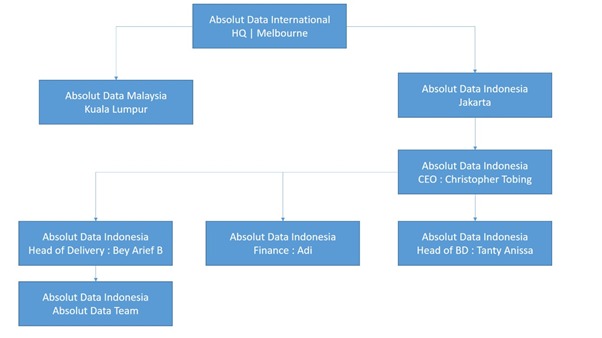 Absolut Data International
HQ | Melbourne
Absolut Data Malaysia
Kuala Lumpur
Absolut Data Indonesia
Jakarta
Absolut Data Indonesia
CEO : Christopher Tobing
Absolut Data Indonesia
Head of Delivery : Bey Arief B
Absolut Data Indonesia
Finance : Adi
Absolut Data Indonesia
Head of BD : Tanty Anissa
Absolut Data Indonesia
Absolut Data Team